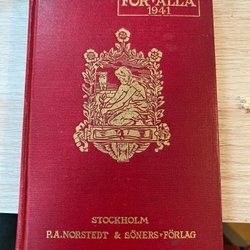 FÖR·ALLA
1941
STOCKHOLM
P.A. NORSTEDT & SÖNERS·FÖRLAG